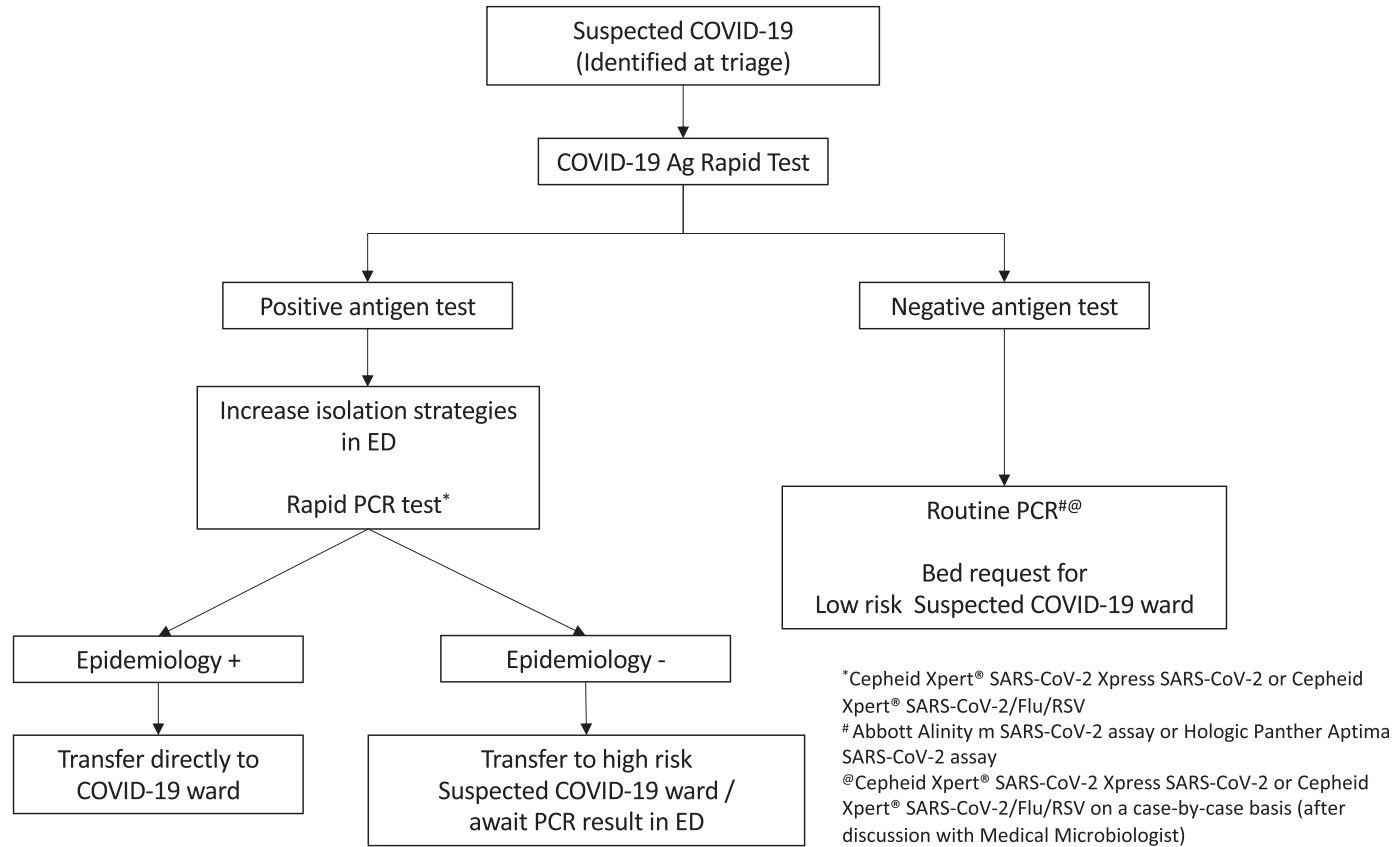 Suspected COVID-19
(Identified at triage)
COVID-19 Ag Rapid Test
Positive antigen test
Negative antigen test
Increase isolation strategies
in ED
Rapid PCR test*
Routine PCR#@
Bed request for
Low risk  Suspected COVID-19 ward
Epidemiology +
Epidemiology -
Transfer directly to
COVID-19 ward
Transfer to high risk
Suspected COVID-19 ward /
await PCR result in ED
*Cepheid Xpert® SARS-CoV-2 Xpress SARS-CoV-2 or Cepheid
Xpert® SARS-CoV-2/Flu/RSV
# Abbott Alinity m SARS-CoV-2 assay or Hologic Panther Aptima
SARS-CoV-2 assay
@Cepheid Xpert® SARS-CoV-2 Xpress SARS-CoV-2 or Cepheid
Xpert® SARS-CoV-2/Flu/RSV on a case-by-case basis (after
discussion with Medical Microbiologist)